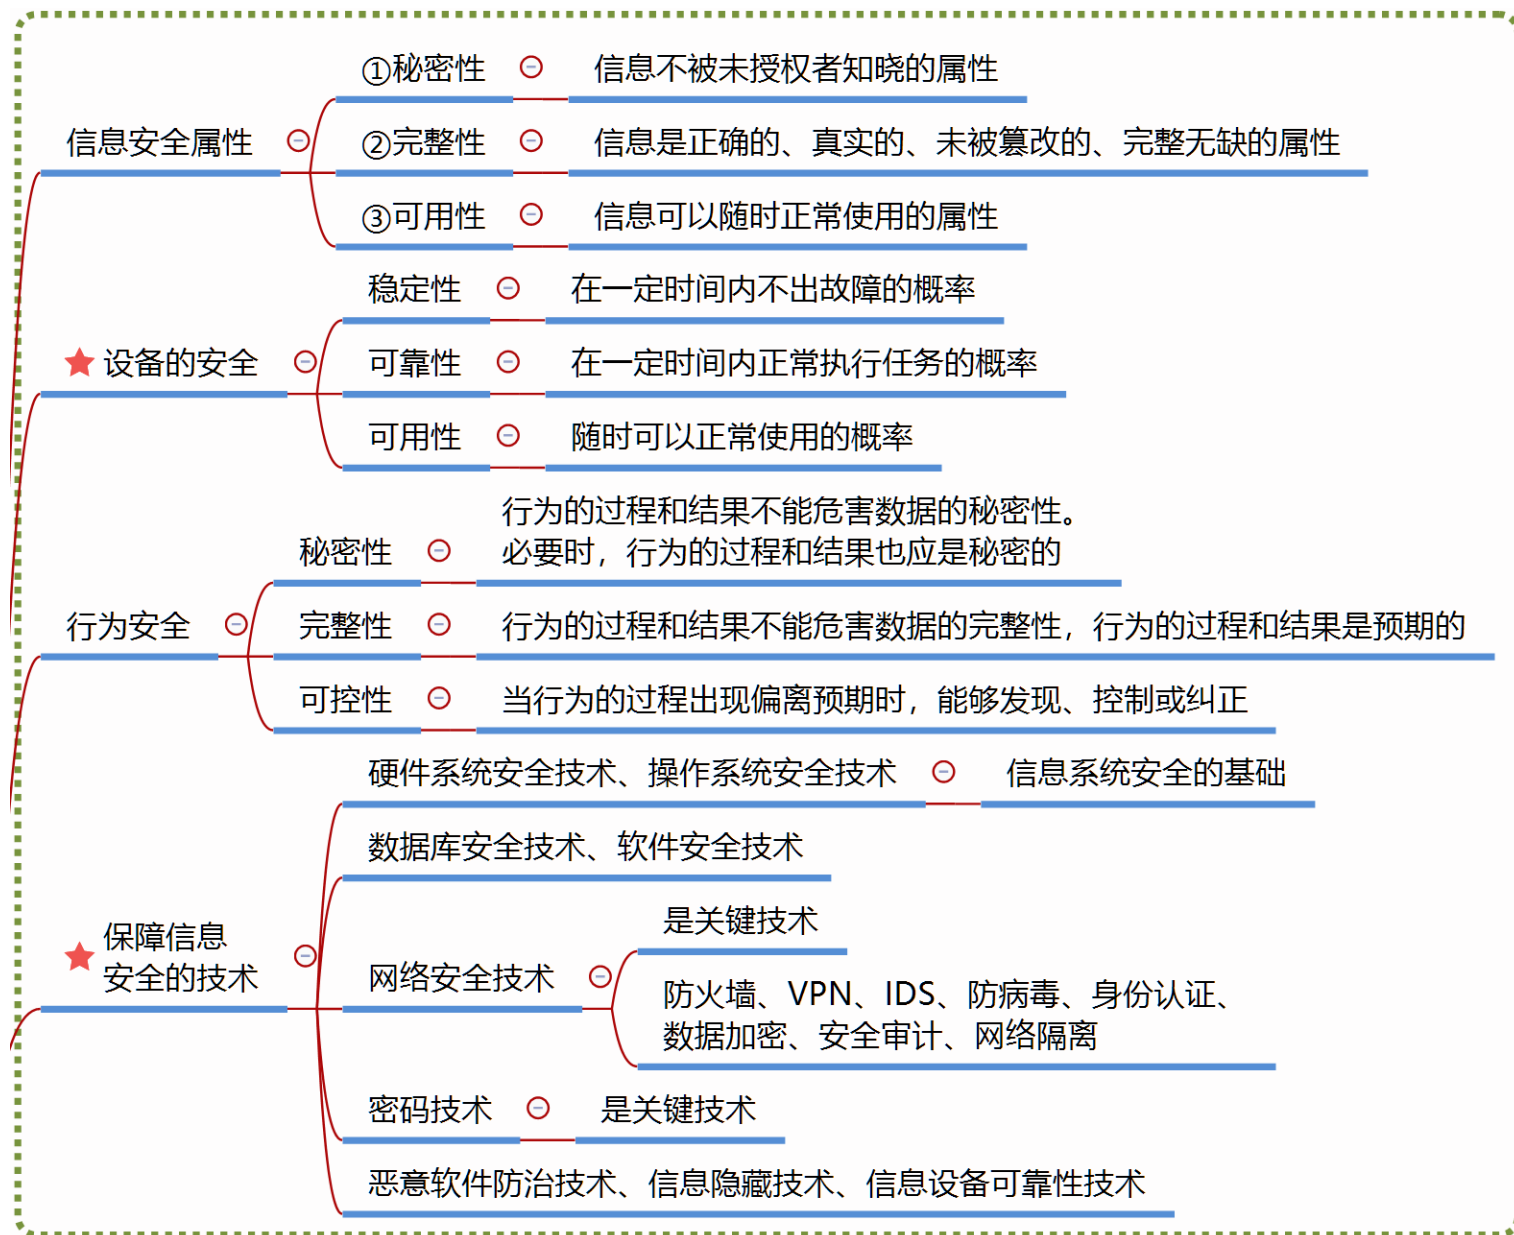 信息安全属性
①秘密性
信息不被未授权者知晓的属性
②完整性
信息是正确的、真实的、未被篡改的、完整无缺的属性
③可用性
信息可以随时正常使用的属性
设备的安全
稳定性
在一定时间内不出故障的概率
可靠性
在一定时间内正常执行任务的概率
可用性
随时可以正常使用的概率
行为安全
秘密性
行为的过程和结果不能危害数据的秘密性。
必要时，行为的过程和结果也应是秘密的
完整性
行为的过程和结果不能危害数据的完整性，行为的过程和结果是预期的
可控性
当行为的过程出现偏离预期时，能够发现、控制或纠正
保障信息
安全的技术
硬件系统安全技术、操作系统安全技术
信息系统安全的基础
数据库安全技术、软件安全技术
网络安全技术
是关键技术
防火墙、VPN、IDS、防病毒、身份认证、
数据加密、安全审计、网络隔离
密码技术
是关键技术
恶意软件防治技术、信息隐藏技术、信息设备可靠性技术